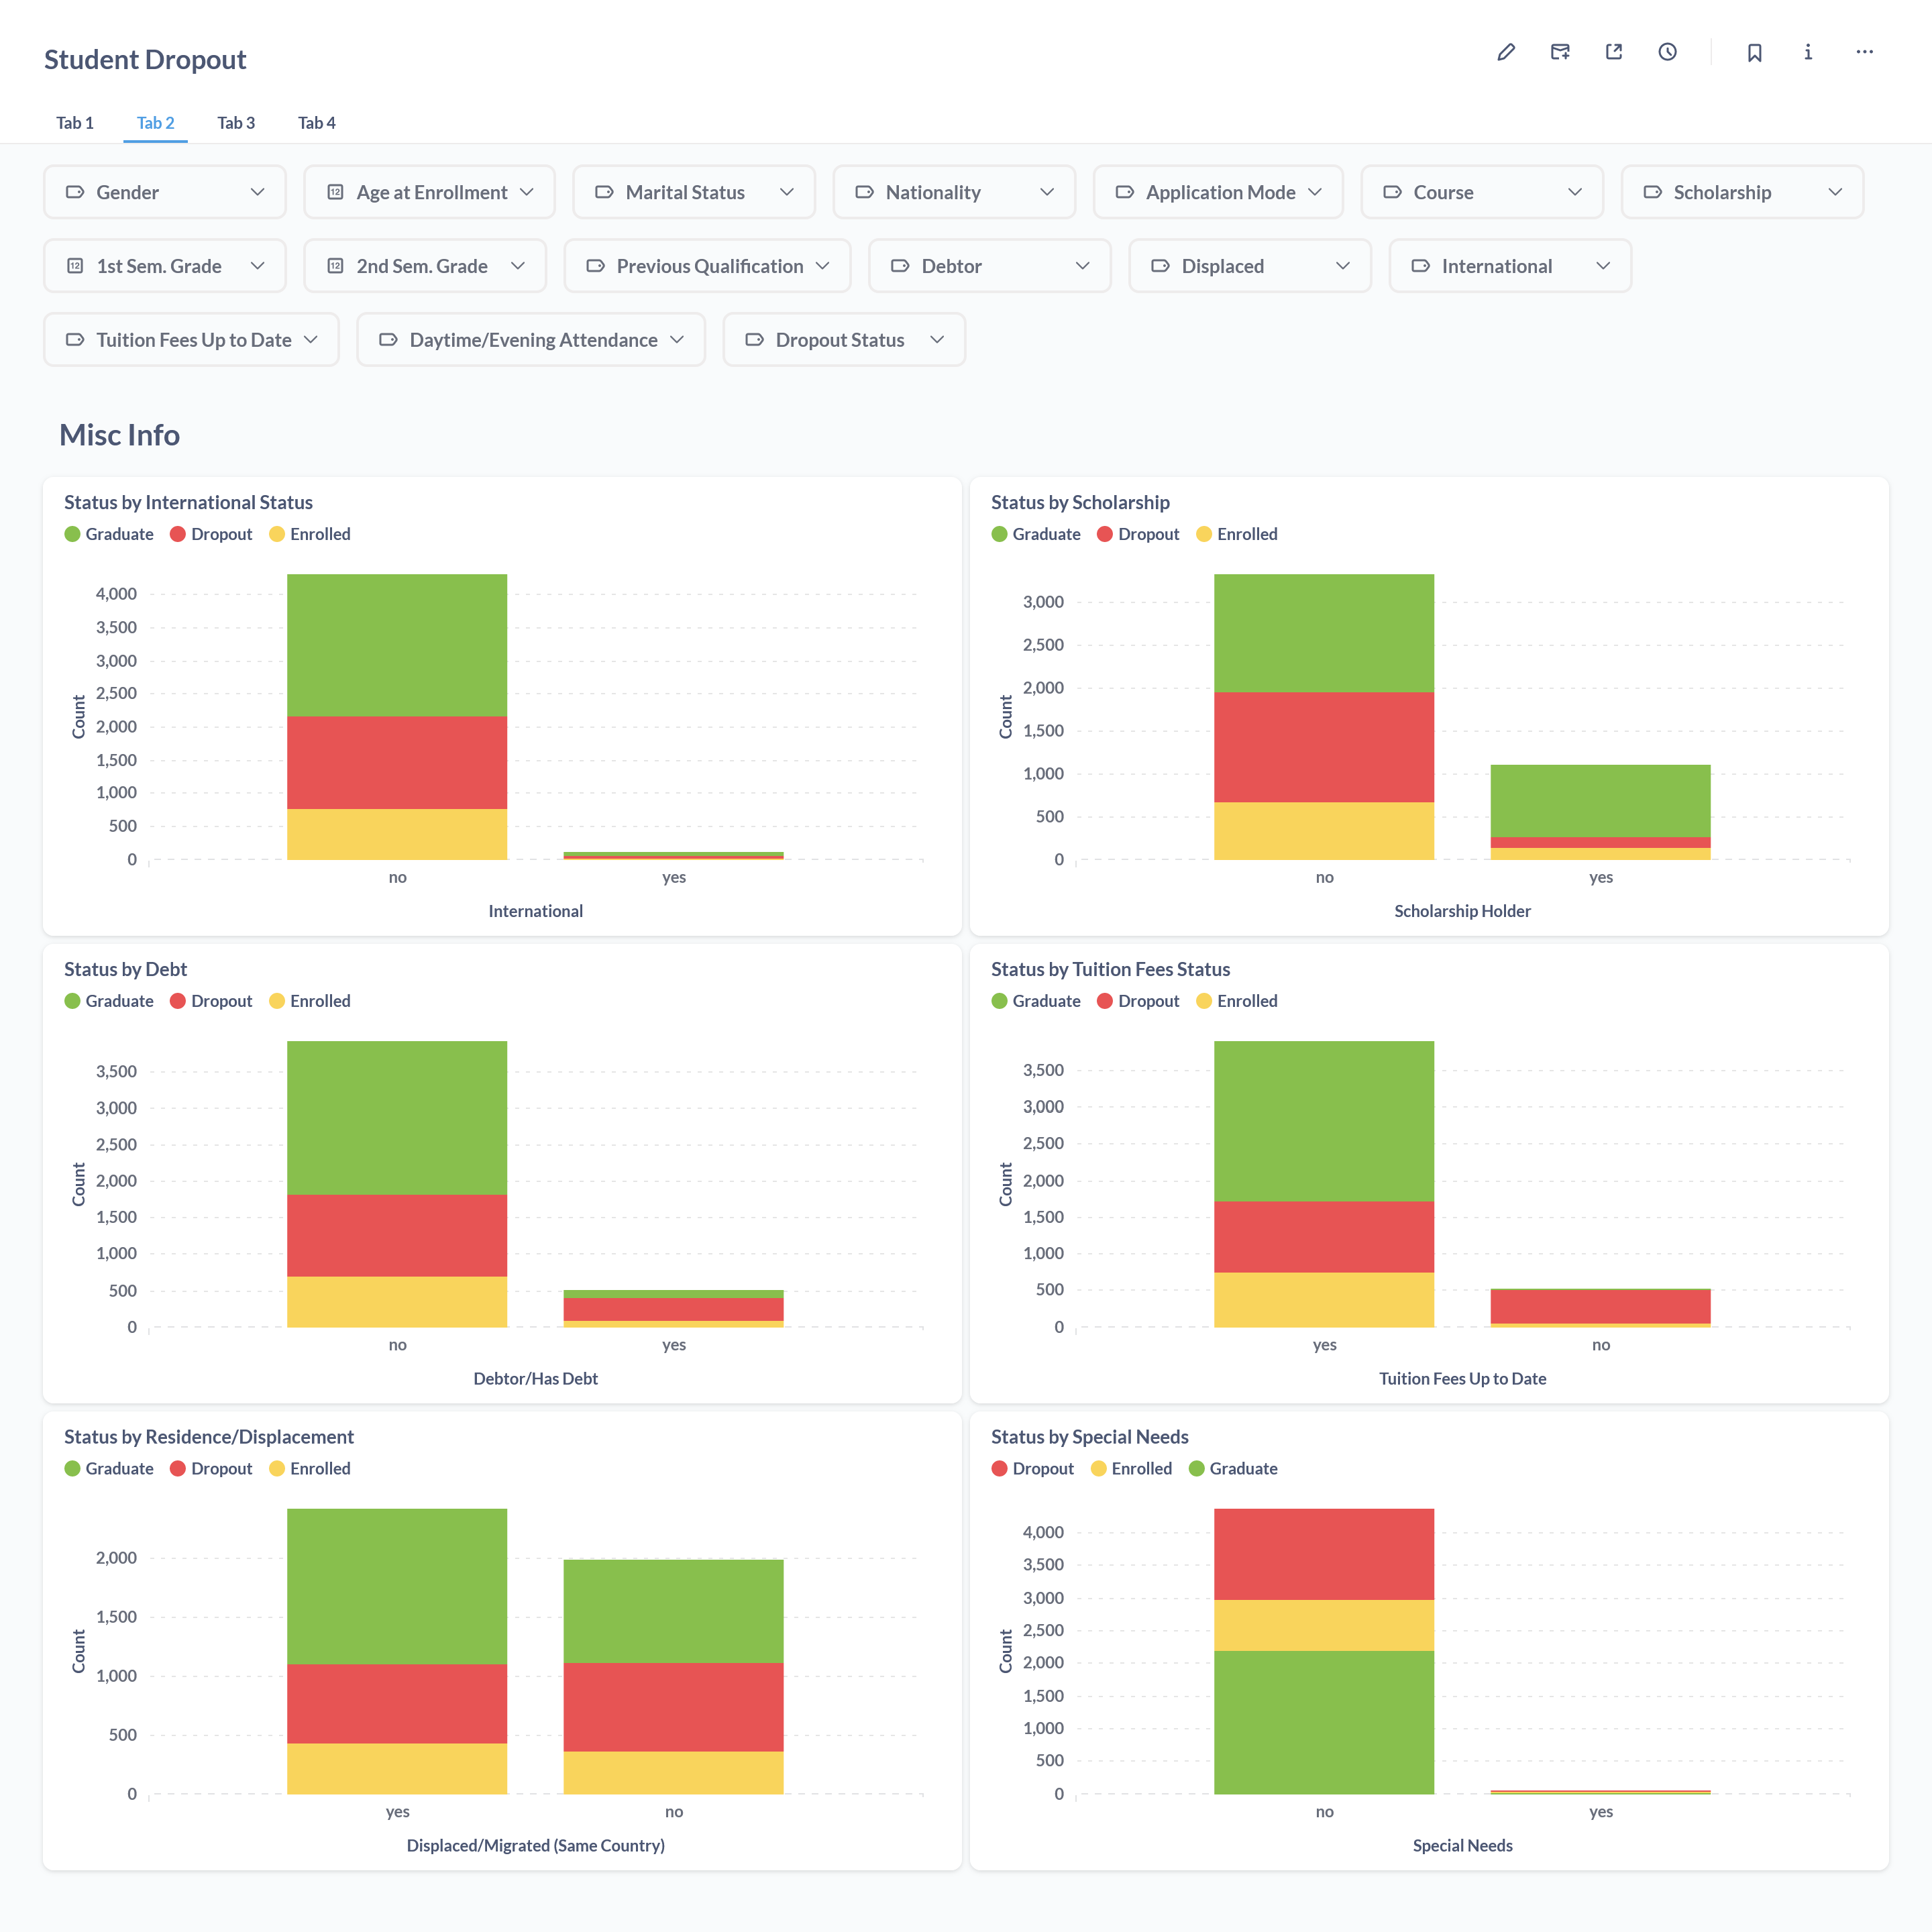 Student Dropout
Tab 1 Tab 2 Tab 3 Tab 4
Gender 12 Age at Enrollment Marital Status Nationality Application Mode Course Scholarship
12 1st Sem. Grade 12 2nd Sem. Grade Previous Qualification Debtor Displaced International
Tuition Fees Up to Date Daytime/Evening Attendance Dropout Status
Misc Info
Status by International Status
Graduate Dropout Enrolled
Count
4,000
3,500
3,000
2,500
2,000
1,500
1,000
500
0
no yes
International
Status by Scholarship
Graduate Dropout Enrolled
Count
3,000
2,500
2,000
1,500
1,000
500
0
no yes
Scholarship Holder
Status by Debt
Graduate Dropout Enrolled
Count
3,500
3,000
2,500
2,000
1,500
1,000
500
0
no yes
Debtor/Has Debt
Status by Tuition Fees Status
Graduate Dropout Enrolled
Count
3,500
3,000
2,500
2,000
1,500
1,000
500
0
yes no
Tuition Fees Up to Date
Status by Residence/Displacement
Graduate Dropout Enrolled
Count
2,000
1,500
1,000
500
0
yes no
Displaced/Migrated (Same Country)
Status by Special Needs
Dropout Enrolled Graduate
Count
4,000
3,500
3,000
2,500
2,000
1,500
1,000
500
0
no yes
Special Needs